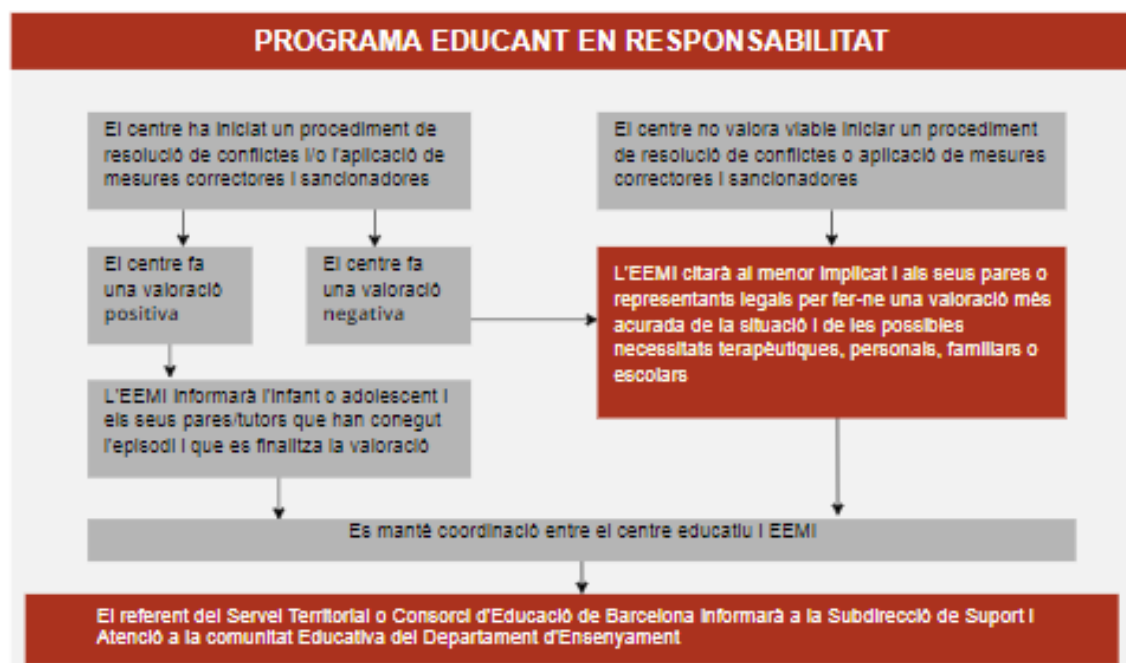 PROGRAMA EDUCANT EN RESPONSABILITAT
El centre ha iniciat un procediment de
resolució de conflictes i/o l'aplicació de
mesures correctores i sancionadores
El centre no valora viable iniciar un procediment
de resolució de conflictes o aplicació de mesures
correctores i sancionadores
El centre fa
una valoració
positiva
El centre fa
una valoració
negativa
L'EEMI citarà al menor implicat i als seus pares o
representants legals per fer-ne una valoració més
acurada de la situació i de les possibles
necessitats terapèutiques, personals, familiars o
escolars
L'EEMI informarà l'infant o adolescent i
els seus pares/tutors que han conegut
l'episodi i que es finalitza la valoració
Es manté coordinació entre el centre educatiu i EEMI
El referent del Servei Territorial o Consorci d'Educació de Barcelona informarà a la Subdirecció de Suport i
Atenció a la comunitat Educativa del Departament d'Ensenyament